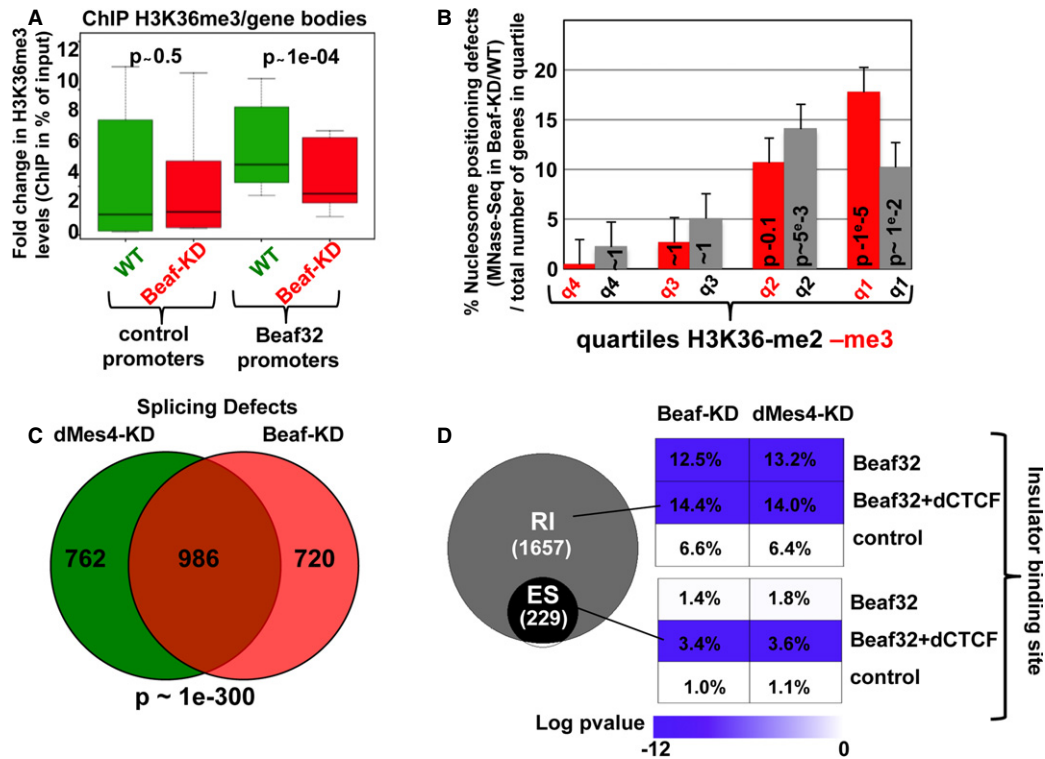 A
ChIP H3K36me3/gene bodies
Fold change in H3K36me3
levels (ChIP in % of input)
12
10
8
6
4
2
0
p~0.5
p~1e-04
WT
Beaf-KD
WT
Beaf-KD
control
promoters
Beaf32
promoters
B
% Nucleosome positioning defects
(MNase-Seq in Beaf-KD/WT)
/ total number of genes in quartile
20
15
10
5
0
~1
~1
~1
p -0.1
p~5e-3
p -1e-5
p~ 1e-2
q4
q4
q3
q3
q2
q2
q1
q1
quartiles H3K36-me2 –me3
C
Splicing Defects
dMes4-KD
Beaf-KD
762
986
720
p ~ 1e-300
D
Beaf-KD
dMes4-KD
RI
(1657)
ES
(229)
12.5%
13.2%
Beaf32
14.4%
14.0%
Beaf32+dCTCF
6.6%
6.4%
control
1.4%
1.8%
Beaf32
3.4%
3.6%
Beaf32+dCTCF
1.0%
1.1%
control
Insulator binding site
Log pvalue
-12
0